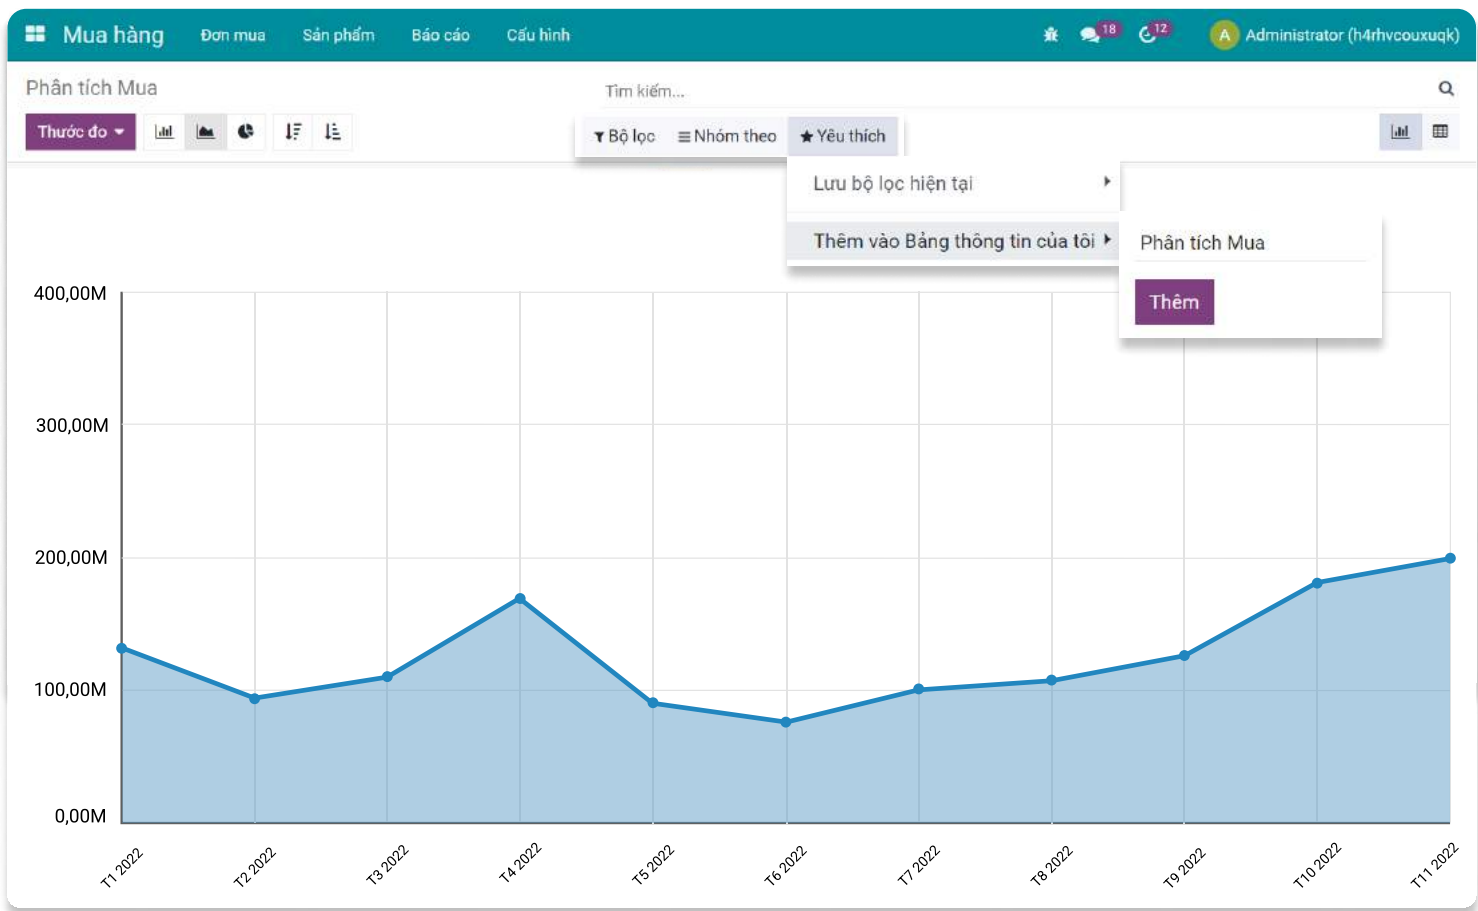 Mua hàng Đơn mua Sản phẩm Báo cáo Cấu hình 18 12 A Administrator (h4rhvcouxuqk)
Phân tích Mua Tìm kiếm...
Thước đo Bộ lọc Nhóm theo Yêu thích
Lưu bộ lọc hiện tại
Thêm vào Bảng thông tin của tôi Phân tích Mua
Thêm
400,00M
300,00M
200,00M
100,00M
0,00M
T1 2022 T2 2022 T3 2022 T4 2022 T5 2022 T6 2022 T7 2022 T8 2022 T9 2022 T10 2022 T11 2022